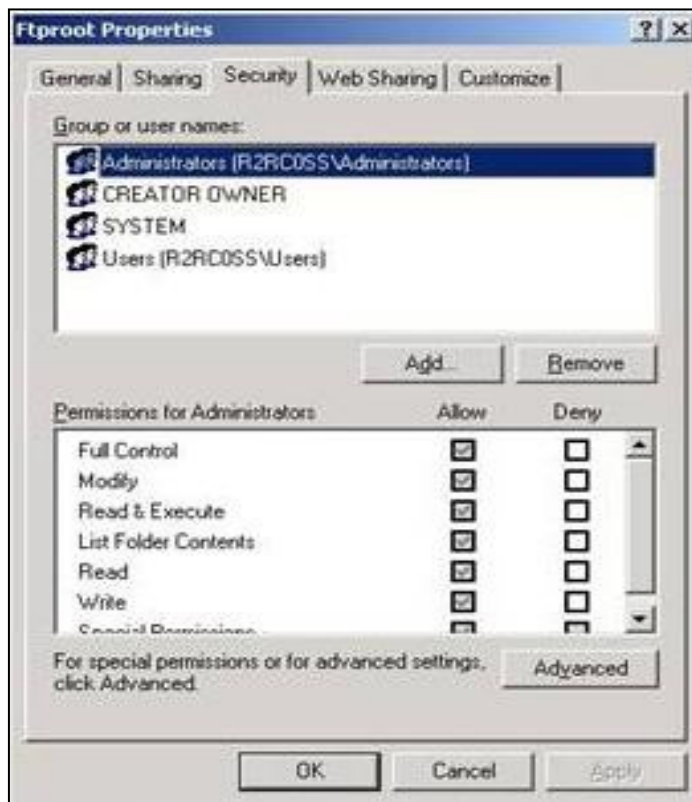 Ftproot Properties
General Sharing Security Web Sharing Customize
Group or user names:
Administrators (R2RC0SS\Administrators)
CREATOR OWNER
SYSTEM
Users (R2RC0SS\Users)
Add... Remove
Permissions for Administrators Allow Deny
Full Control
Modify
Read & Execute
List Folder Contents
Read
Write
Special Permissions
For special permissions or for advanced settings, Advanced
click Advanced.
OK Cancel Apply